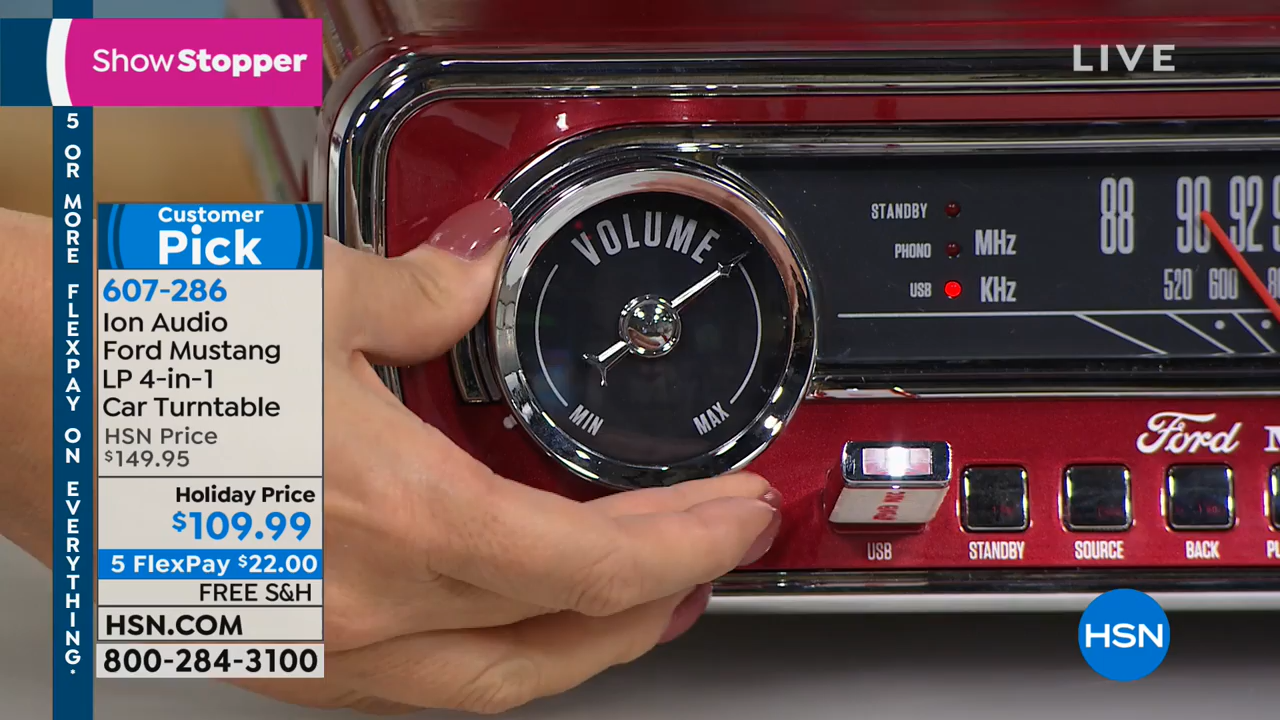 ShowStopper
LIVE
5 OR MORE FLEXPAY ON EVERYTHING.
Customer
Pick
607-286
Ion Audio
Ford Mustang
LP 4-in-1
Car Turntable
HSN Price
$149.95
Holiday Price
$109.99
5 FlexPay $22.00
FREE S&H
HSN.COM
800-284-3100
VOLUME
MIN
MAX
STANDBY
PHONO
USB
MHz
KHz
88 90 92
520 600
Ford
USB
STANDBY
SOURCE
BACK
HSN